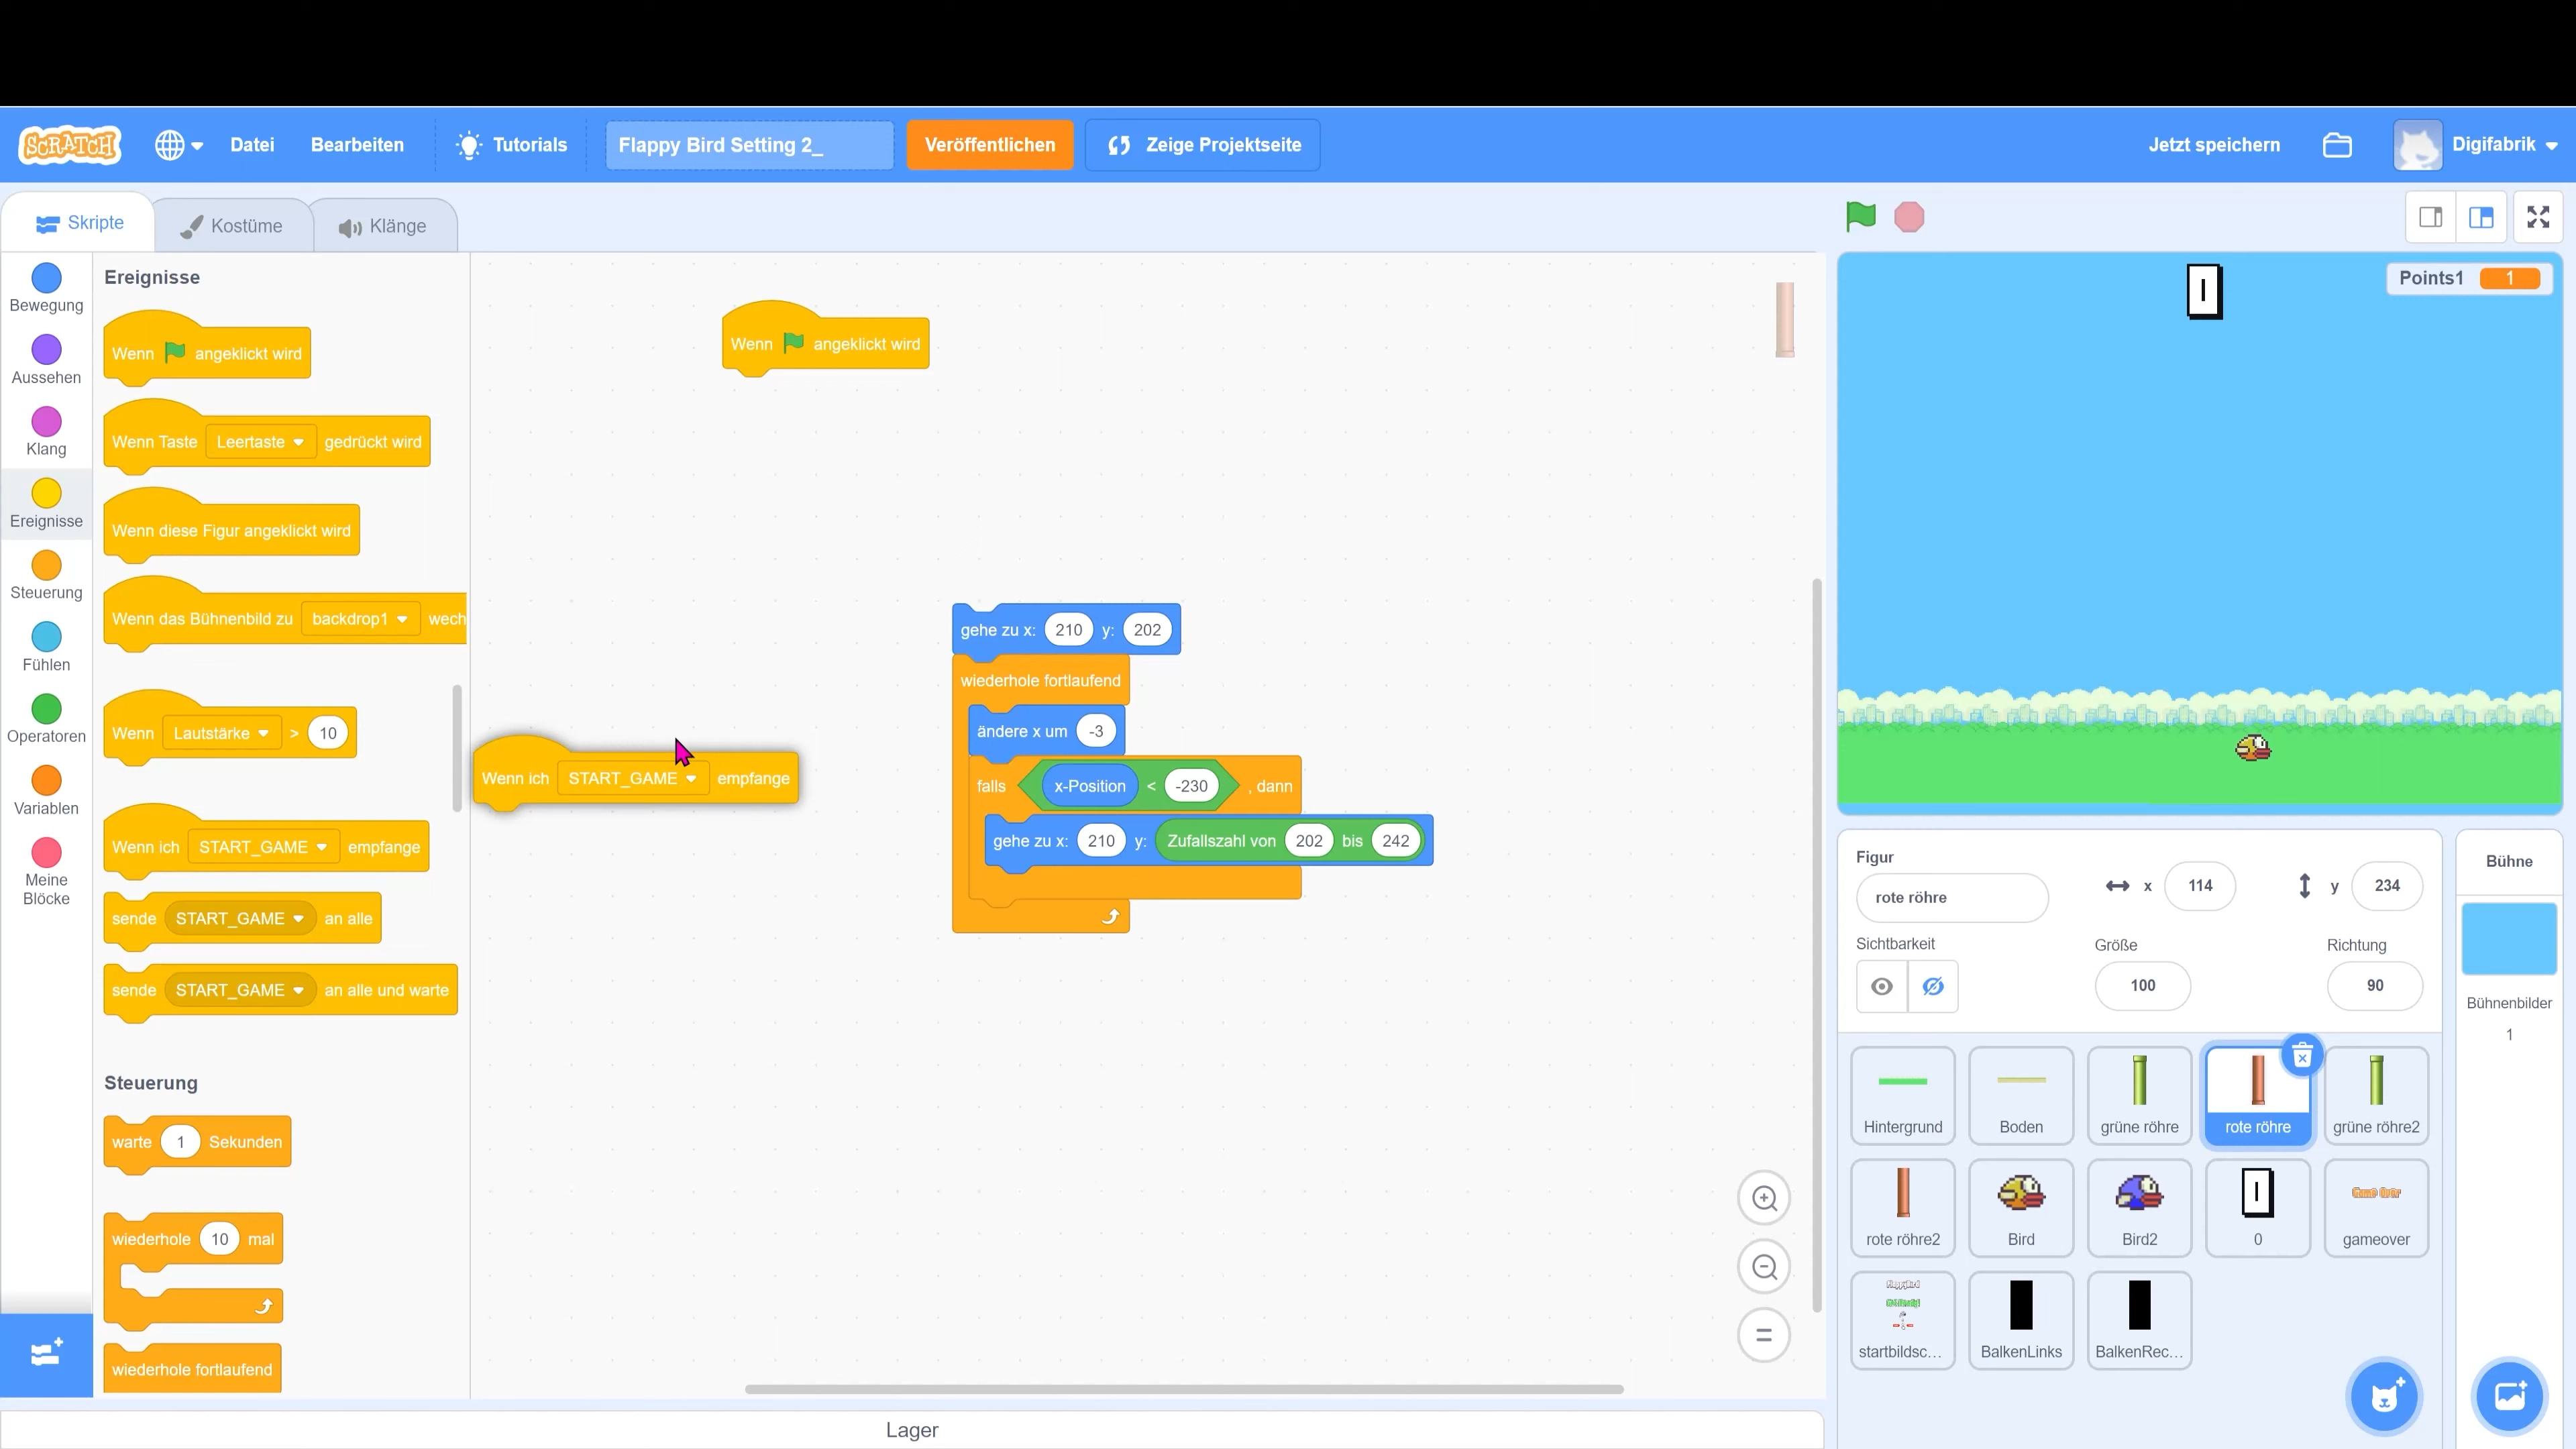 SCRATCH
Datei
Bearbeiten
Tutorials
Flappy Bird Setting 2_
Veröffentlichen
Zeige Projektseite
Jetzt speichern
Digifabrik
Skripte
Kostüme
Klänge
Bewegung
Aussehen
Klang
Ereignisse
Steuerung
Fühlen
Operatoren
Variablen
Meine
Blöcke
Ereignisse
Wenn angeklickt wird
Wenn Taste Leertaste gedrückt wird
Wenn diese Figur angeklickt wird
Wenn das Bühnenbild zu backdrop1 wech
Wenn Lautstärke > 10
Wenn ich START_GAME empfange
sende START_GAME an alle
sende START_GAME an alle und warte
Steuerung
warte 1 Sekunden
wiederhole 10 mal
wiederhole fortlaufend
Wenn angeklickt wird
Wenn ich START_GAME empfange
gehe zu x: 210 y: 202
wiederhole fortlaufend
ändere x um -3
falls x-Position < -230 , dann
gehe zu x: 210 y: Zufallszahl von 202 bis 242
Lager
Points1 1
Figur
rote röhre
x 114
y 234
Sichtbarkeit
Größe
100
Richtung
90
Bühne
Bühnenbilder
1
Hintergrund
Boden
grüne röhre
rote röhre
grüne röhre2
rote röhre2
Bird
Bird2
0
Game Over
gameover
startbildsc...
BalkenLinks
BalkenRec...